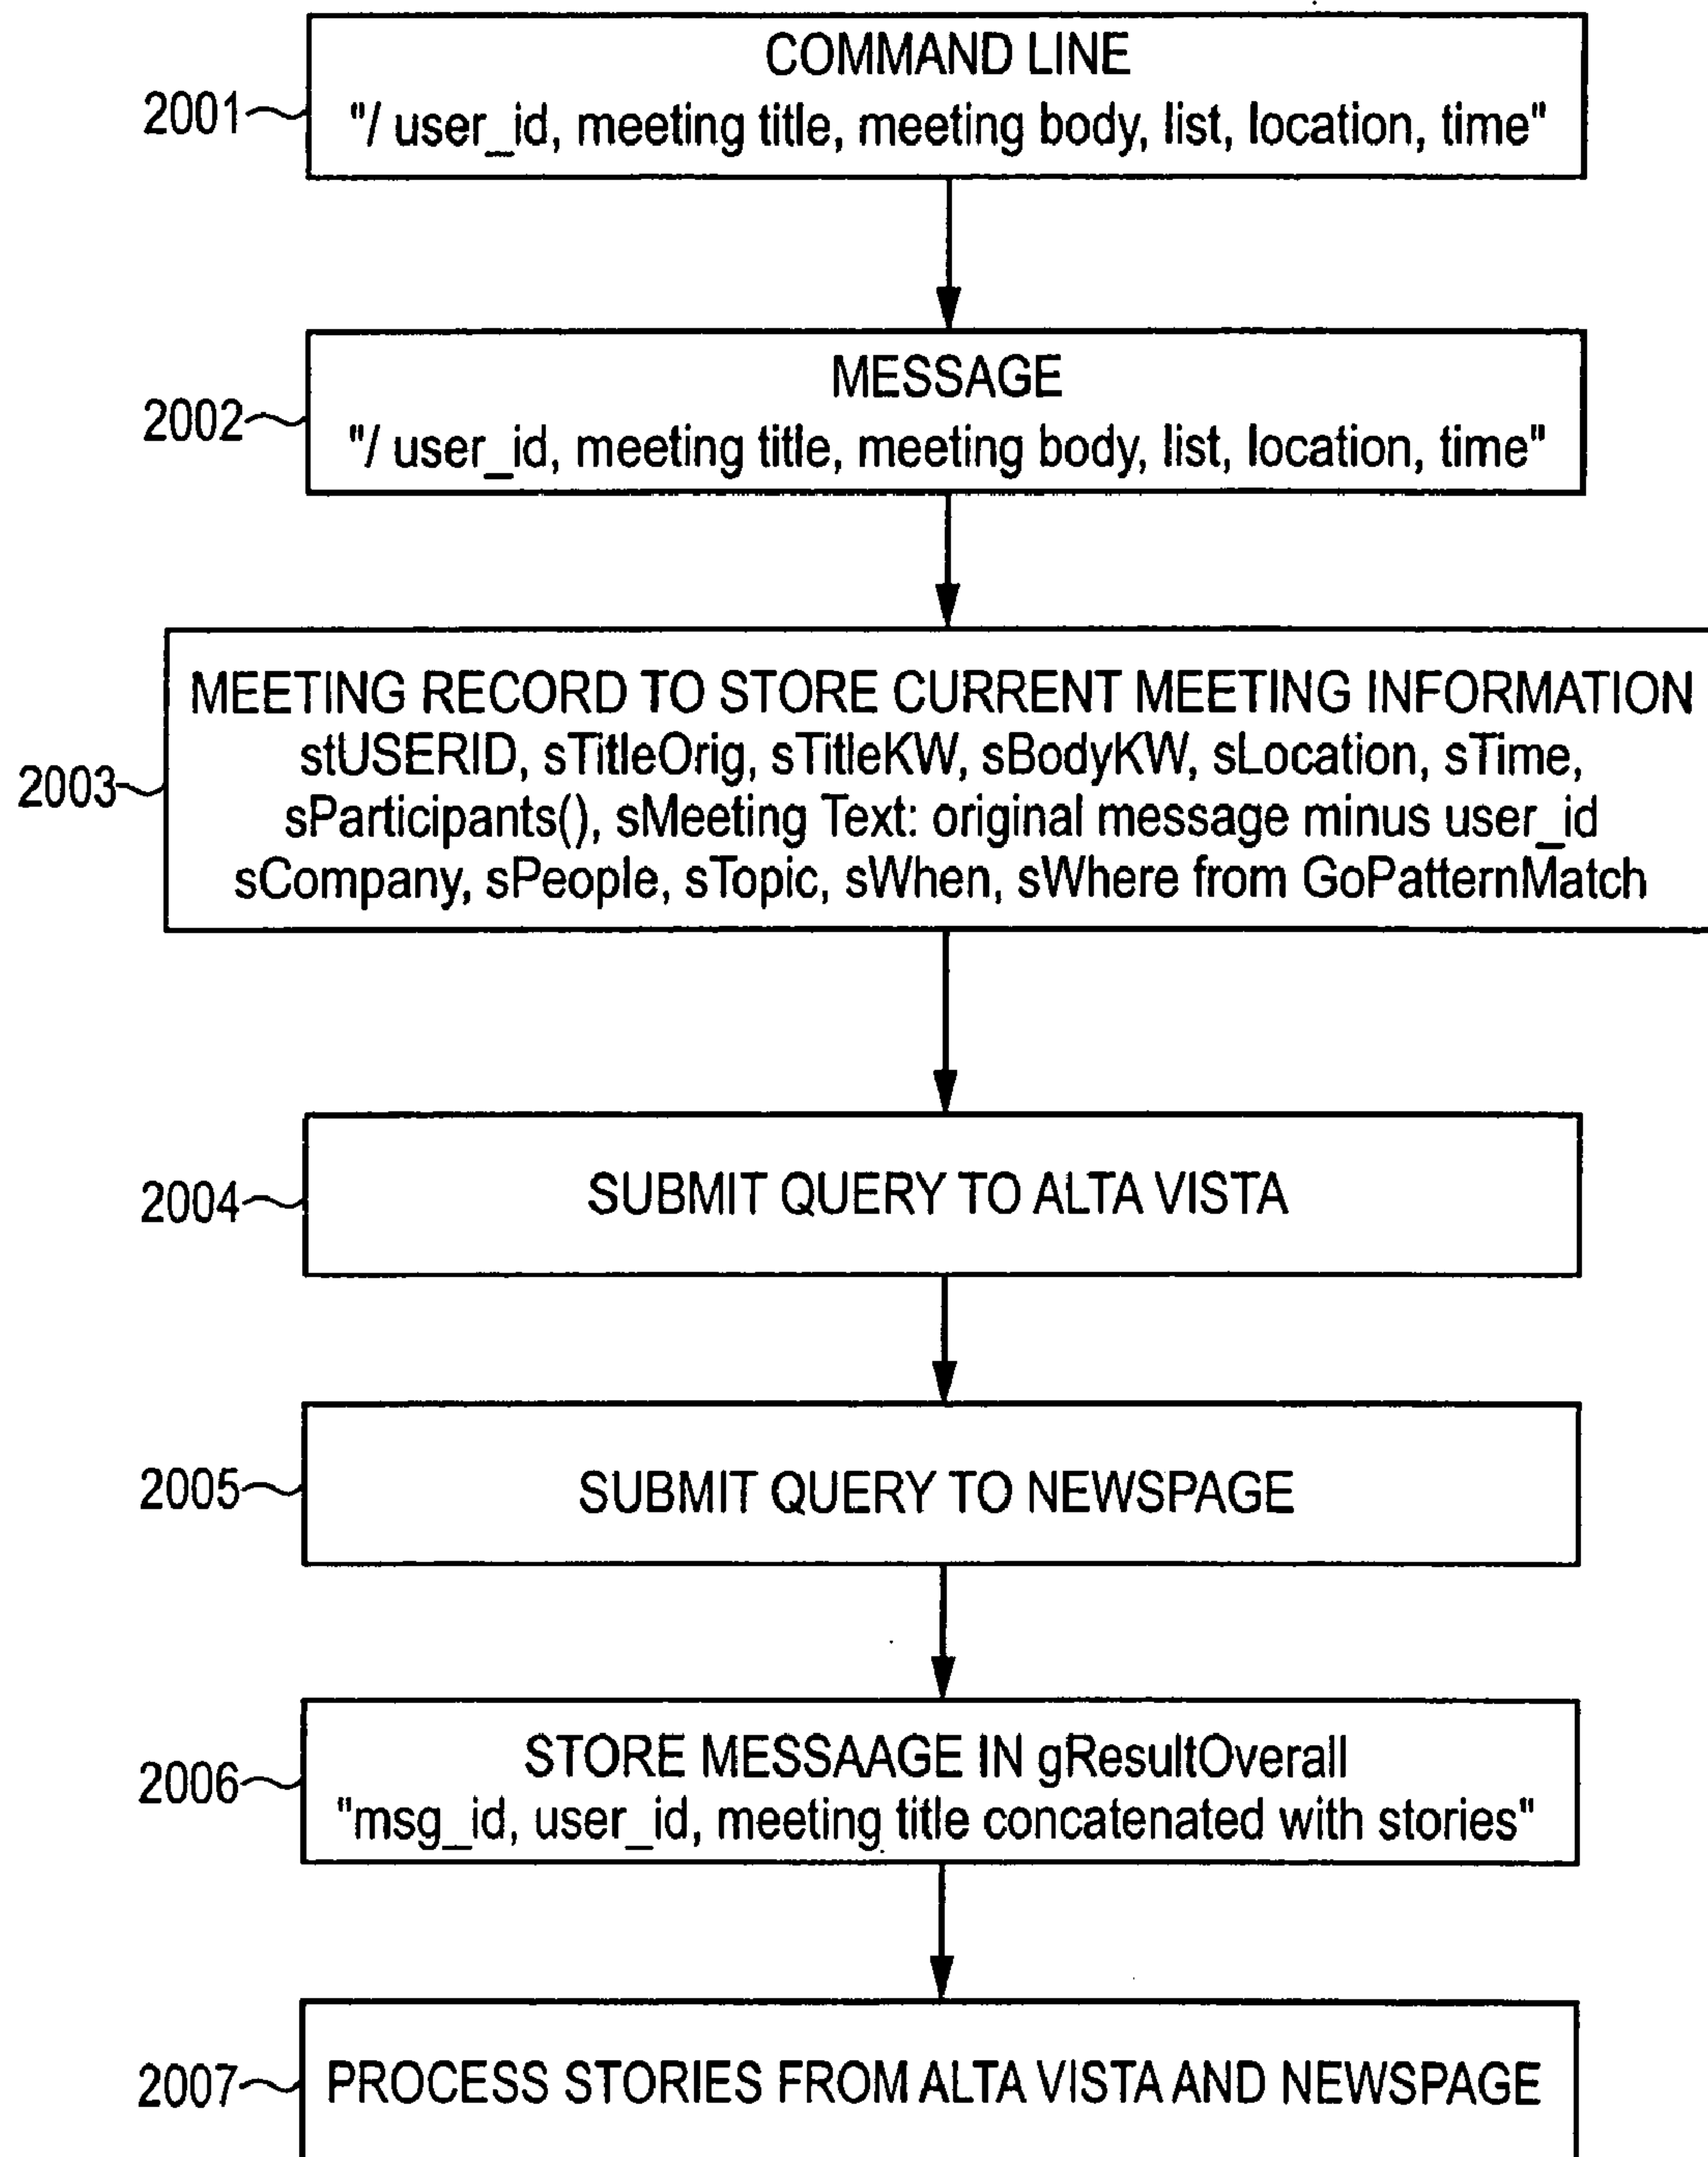 COMMAND LINE
2001
"/ user_id, meeting title, meeting body, list, location, time"
MESSAGE
2002
"/ user_id, meeting title, meeting body, list, location, time"
MEETING RECORD TO STORE CURRENT MEETING INFORMATION
stUSERID, sTitleOrig, sTitleKW, sBodyKW, sLocation, sTime,
2003
sParticipants(), sMeeting Text: original message minus user_id
sCompany, sPeople, sTopic, sWhen, sWhere from GoPatternMatch
2004
SUBMIT QUERY TO ALTA VISTA
2005
SUBMIT QUERY TO NEWSPAGE
STORE MESSAAGE IN gResultOverall
2006
"msg_id, user_id, meeting title concatenated with stories"
2007
PROCESS STORIES FROM ALTA VISTA AND NEWSPAGE